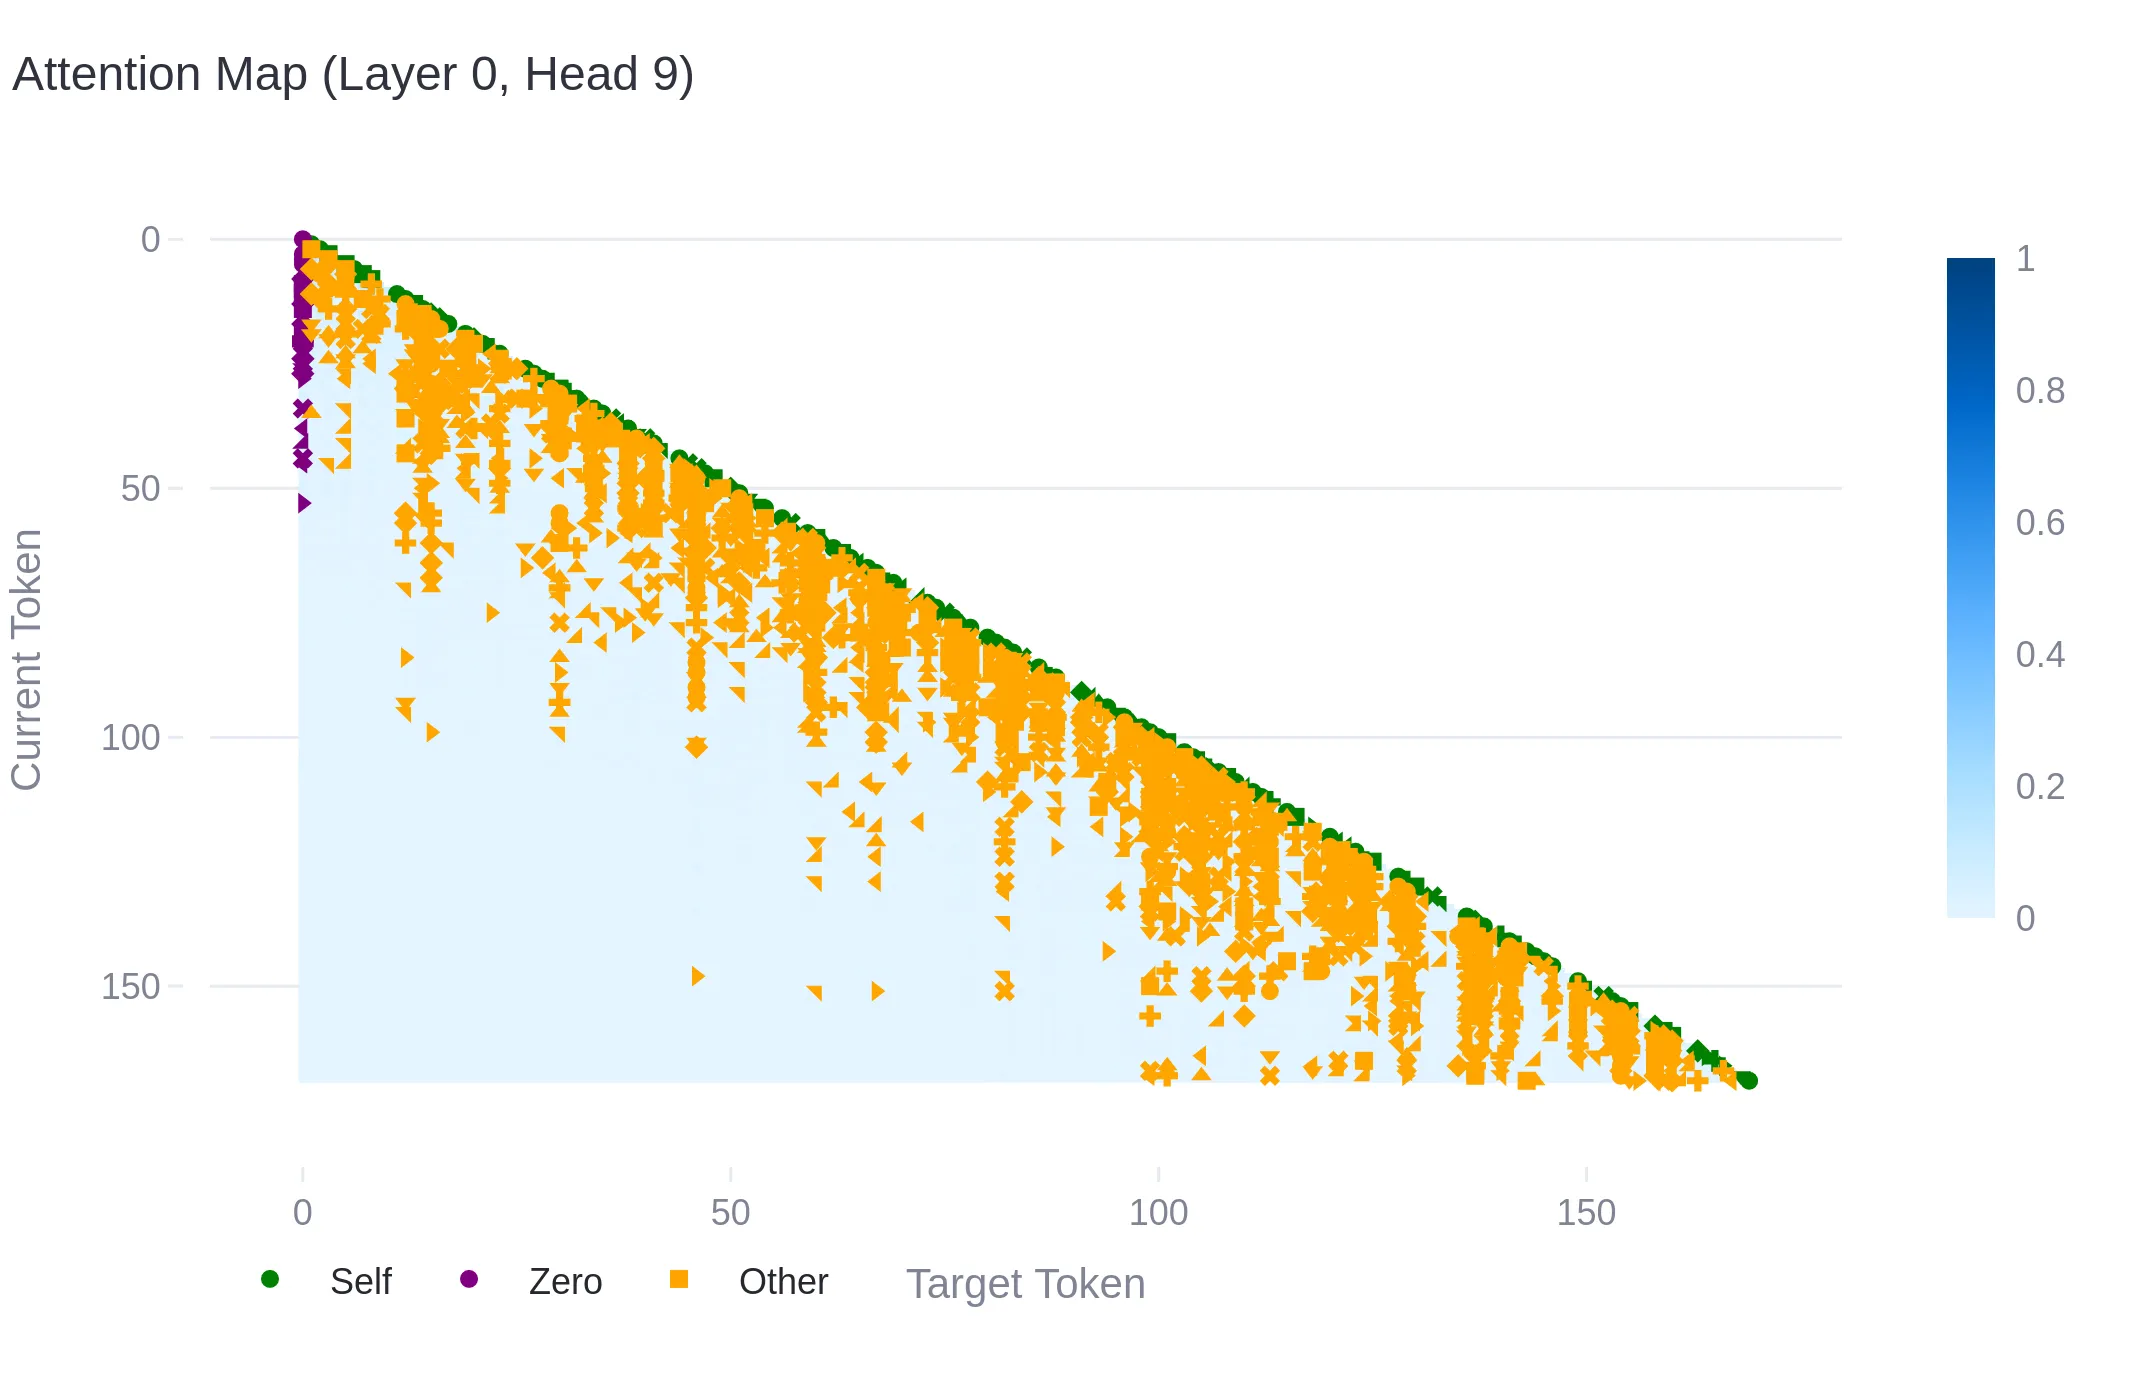 Attention Map (Layer 0, Head 9)
Current Token
0
50
100
150
0
50
100
150
Target Token
Self
Zero
Other
1
0.8
0.6
0.4
0.2
0